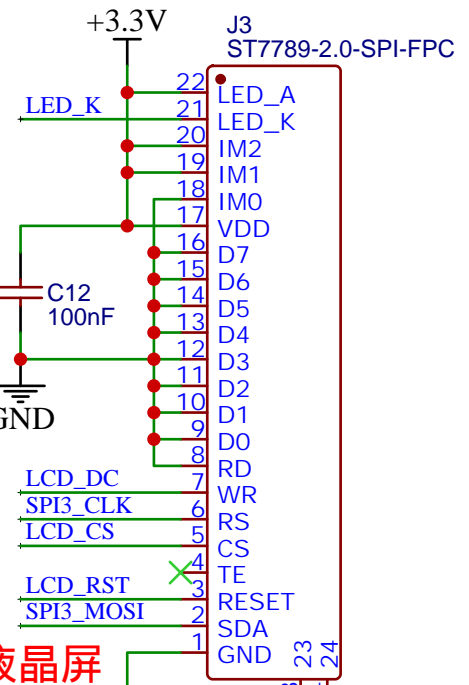 +3.3V
J3
ST7789-2.0-SPI-FPC
22 LED_A
LED_K 21 LED_K
20 IM2
19 IM1
18 IM0
17 VDD
16 D7
15 D6
14 D5
13 D4
12 D3
11 D2
10 D1
9 D0
8 RD
LCD_DC 7 WR
SPI3_CLK 6 RS
LCD_CS 5 CS
4 TE
LCD_RST 3 RESET
SPI3_MOSI 2 SDA
1 GND
C12
100nF
GND
23
24
液晶屏